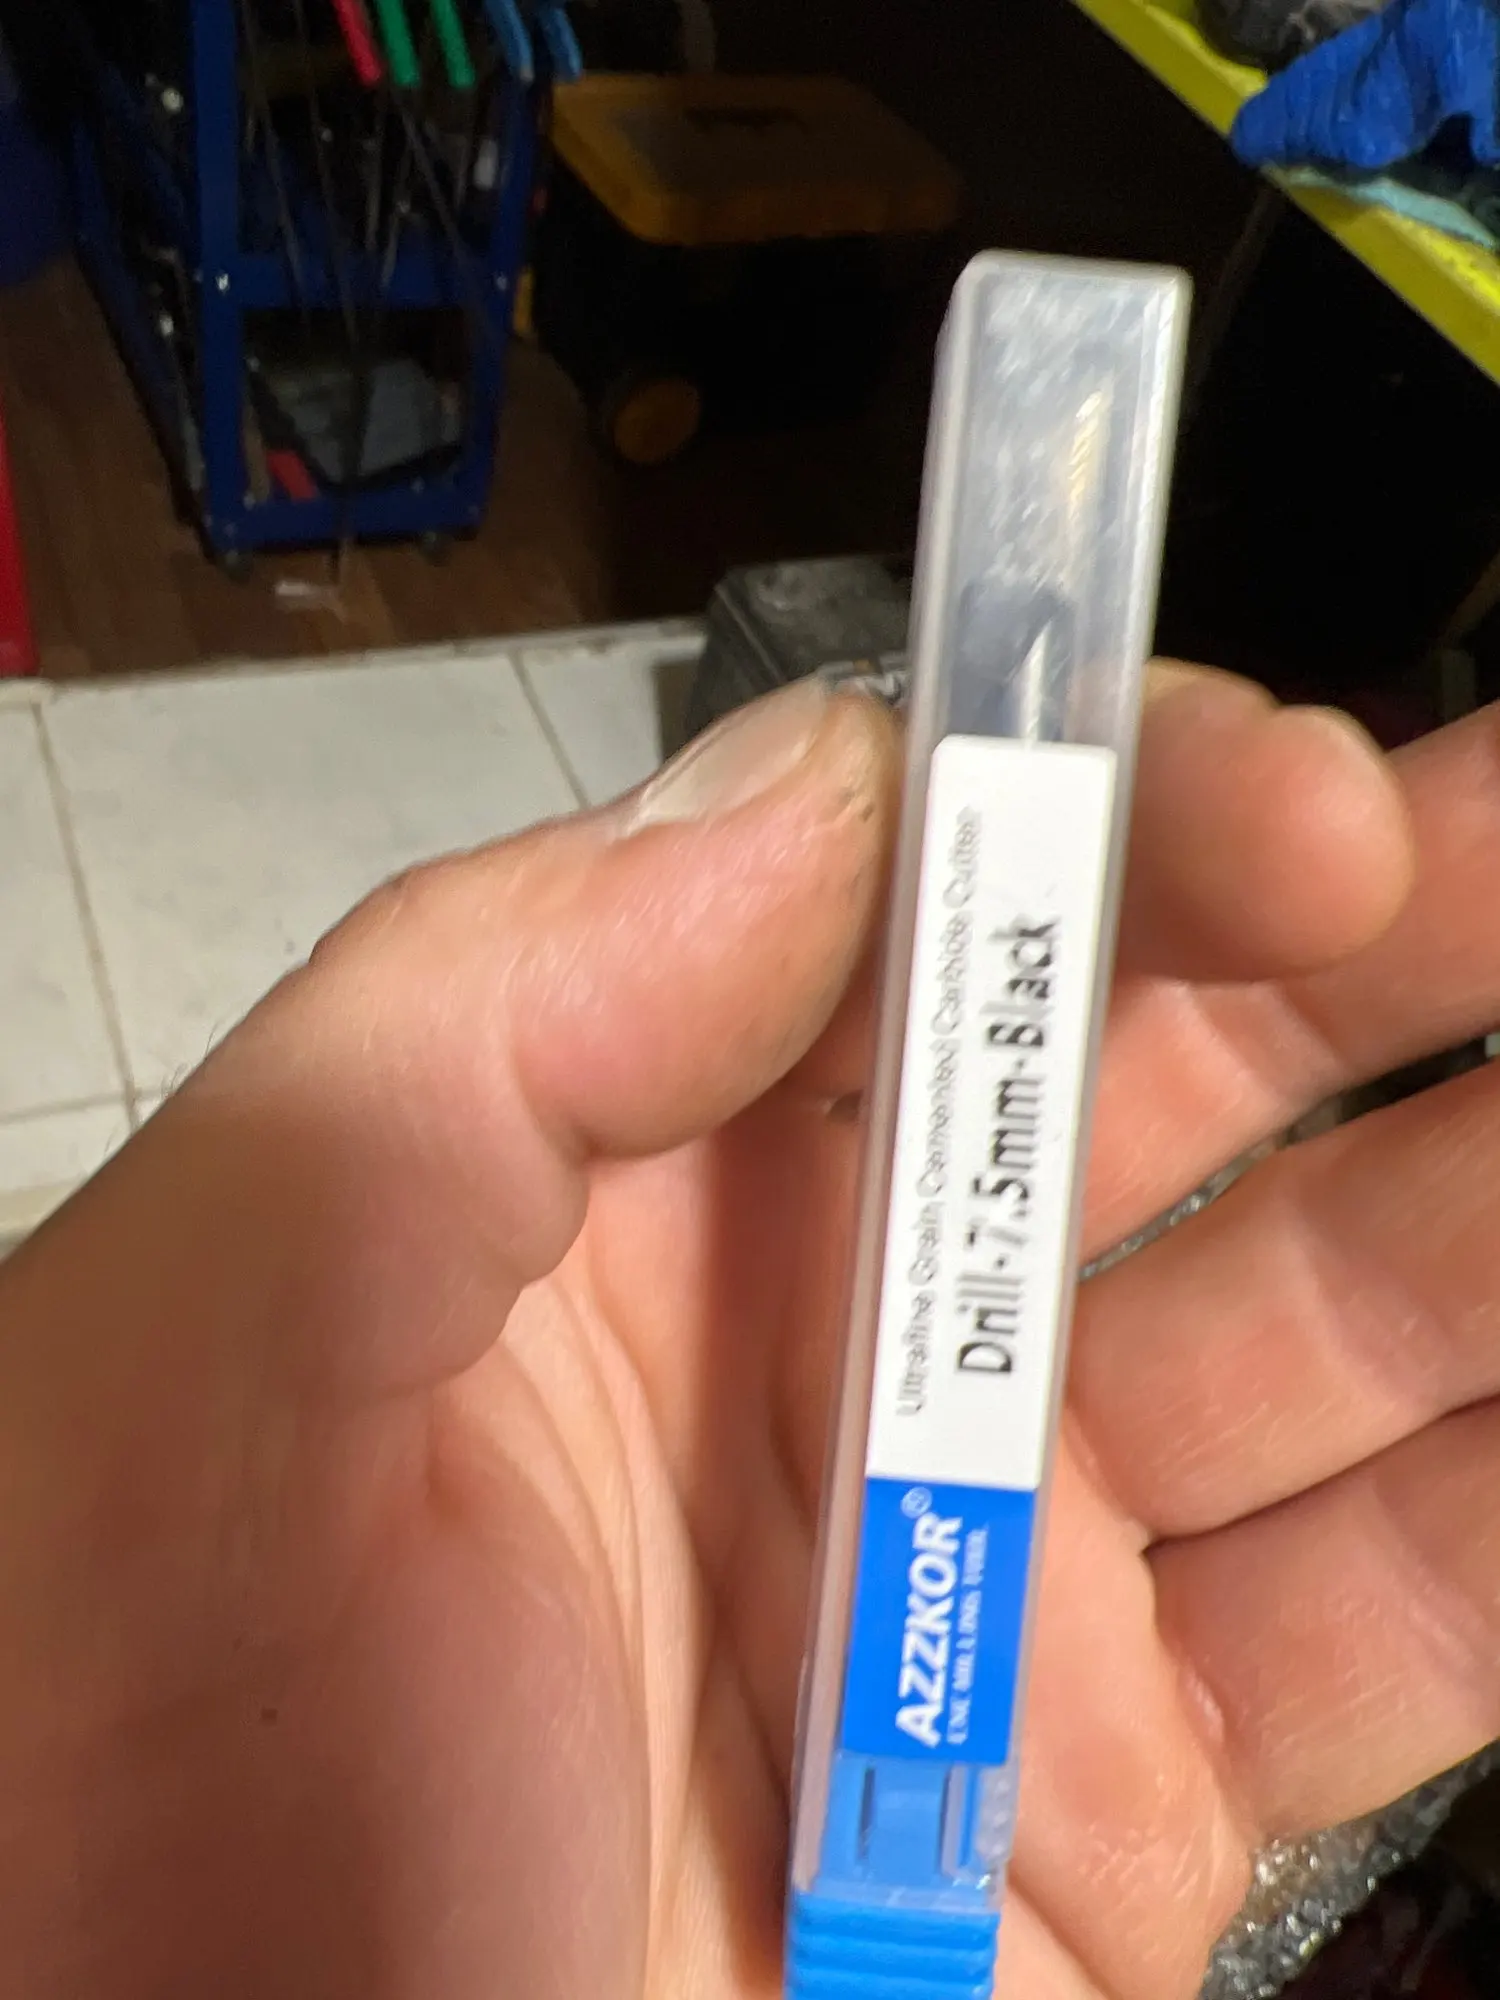 Ultrafine Grain Cemented Carbide Cutter
Drill-7.5mm-Black
AZZKOR®
CNC MILLING TOOL